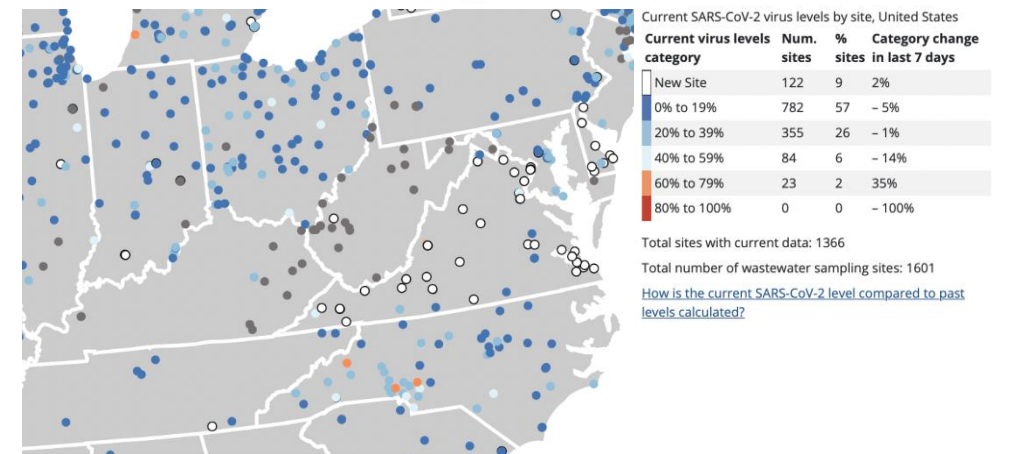 Current SARS-CoV-2 virus levels by site, United States
Current virus levels category Num. sites % sites Category change in last 7 days
New Site 122 9 2%
0% to 19% 782 57 – 5%
20% to 39% 355 26 – 1%
40% to 59% 84 6 – 14%
60% to 79% 23 2 35%
80% to 100% 0 0 – 100%
Total sites with current data: 1366
Total number of wastewater sampling sites: 1601
How is the current SARS-CoV-2 level compared to past
levels calculated?